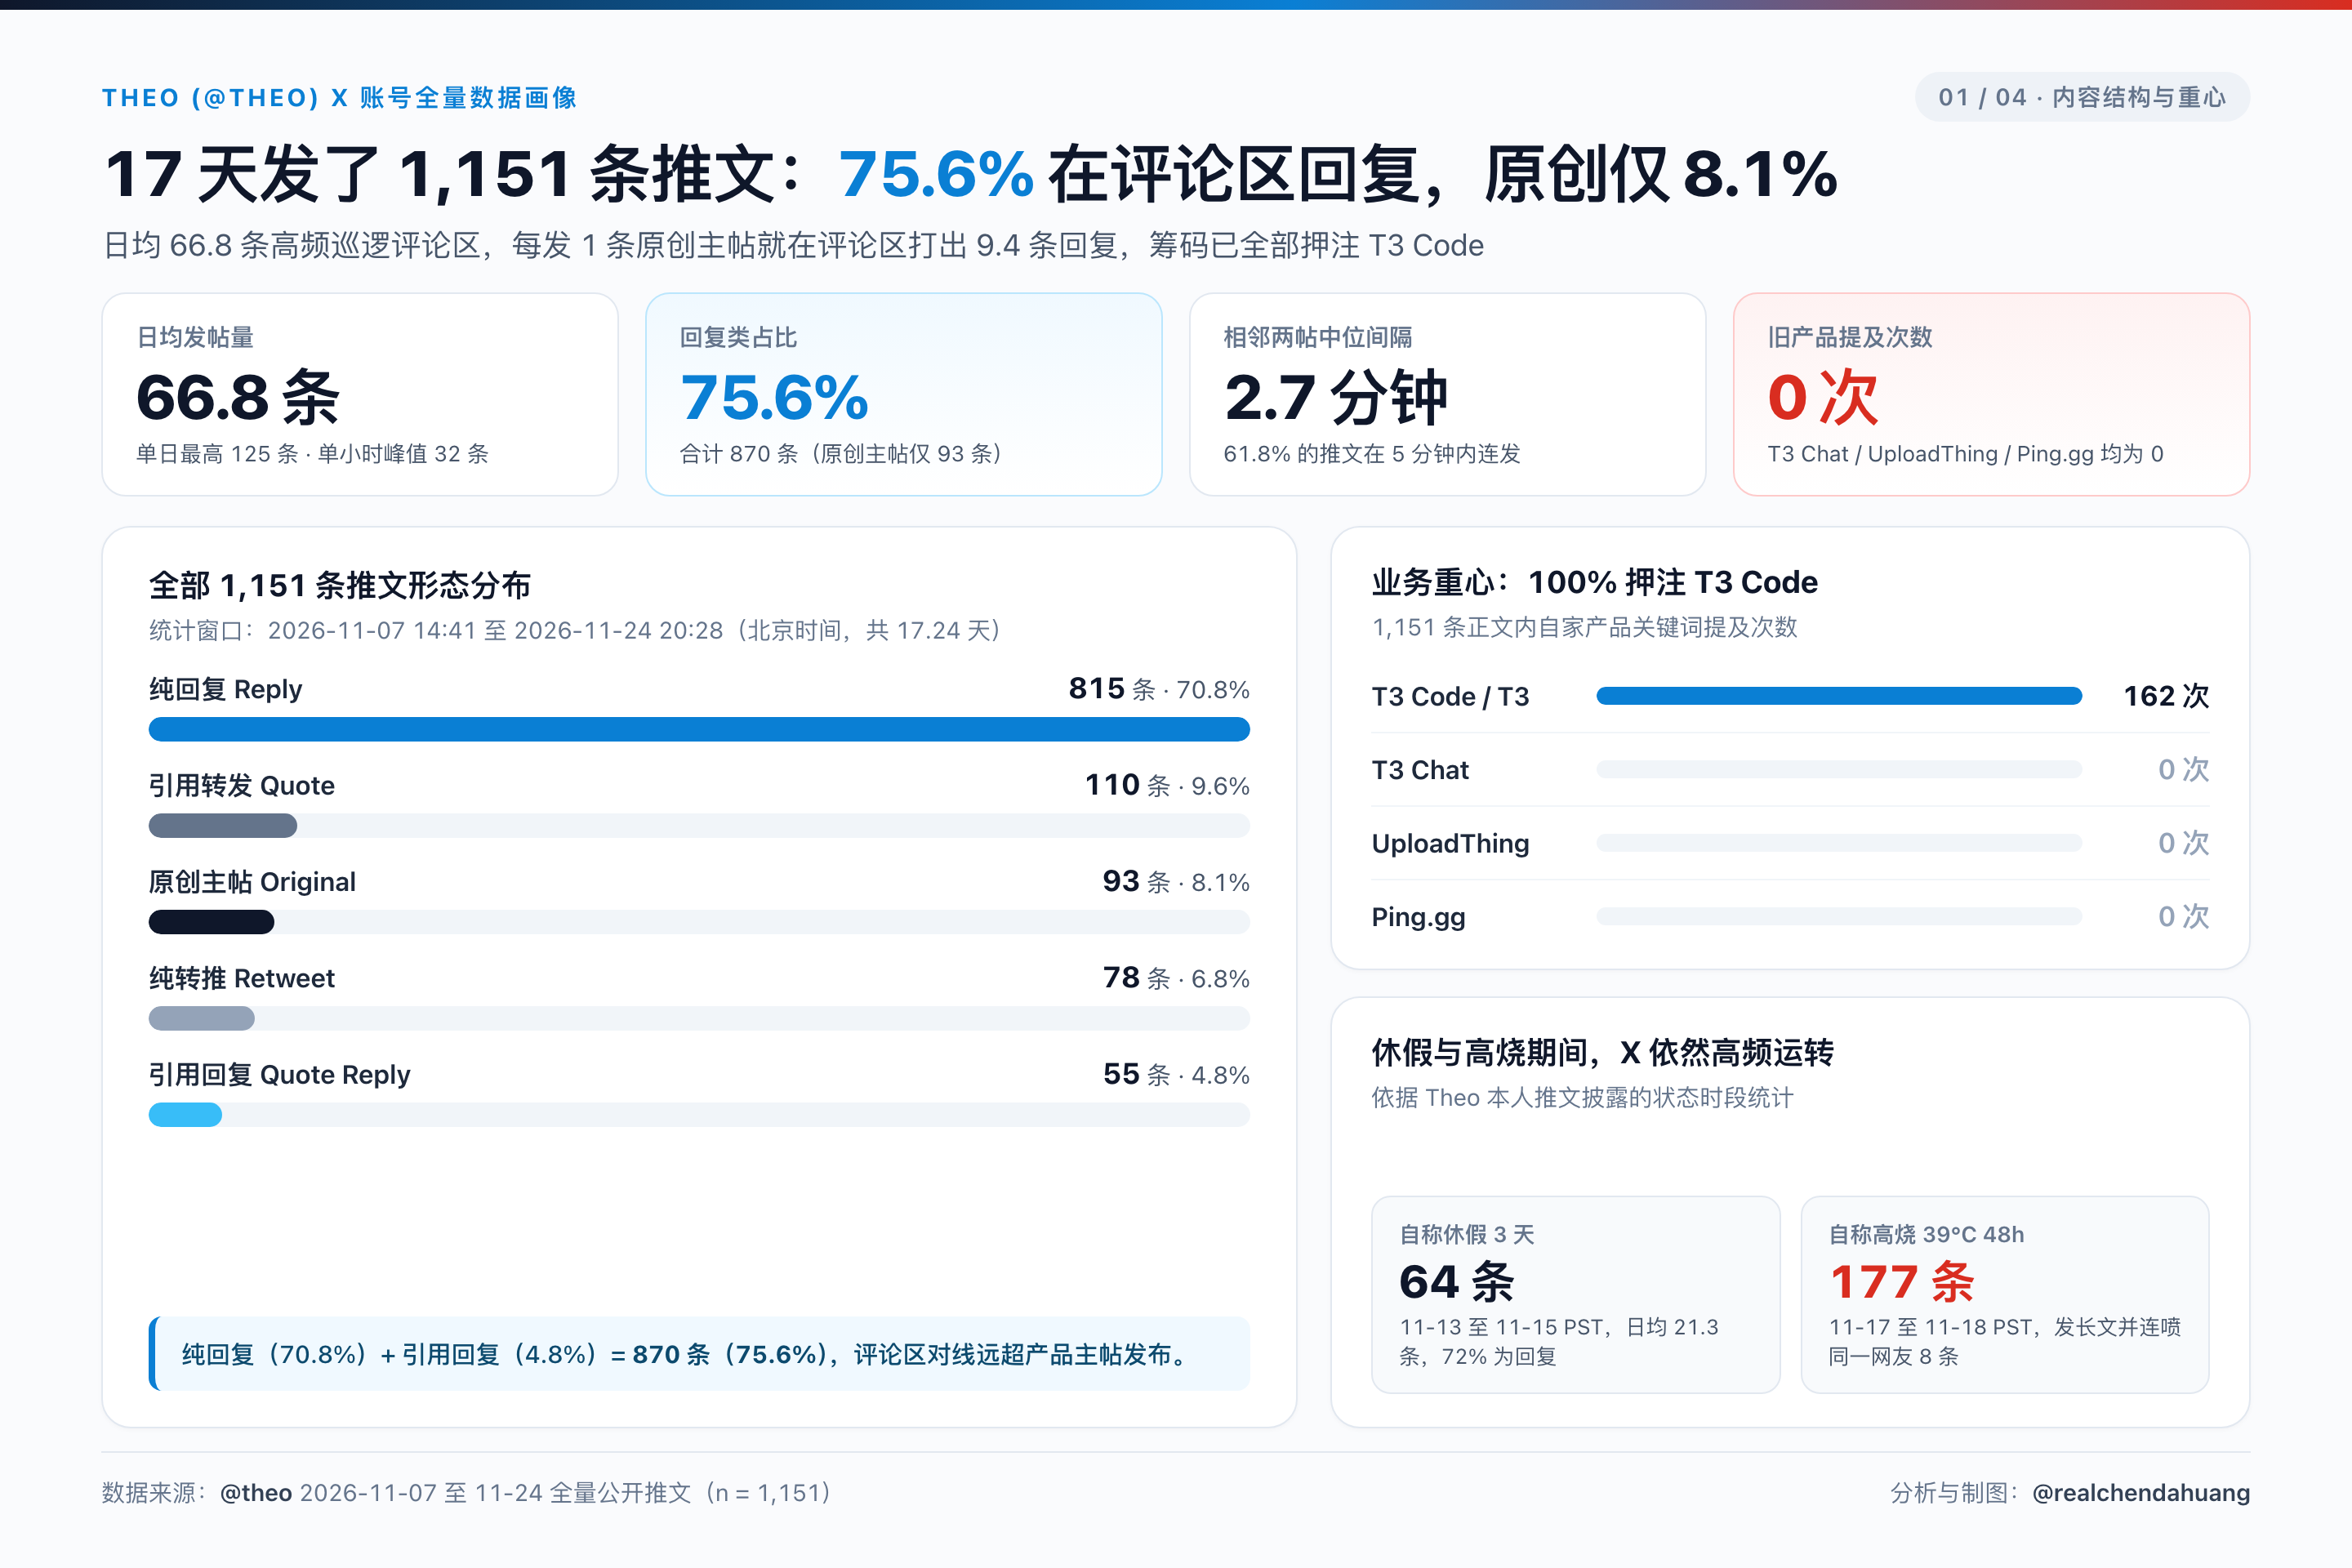 THEO (@THEO) X 账号全量数据画像
01 / 04 · 内容结构与重心
17 天发了 1,151 条推文：75.6% 在评论区回复，原创仅 8.1%
日均 66.8 条高频巡逻评论区，每发 1 条原创主帖就在评论区打出 9.4 条回复，筹码已全部押注 T3 Code
日均发帖量
66.8 条
单日最高 125 条 · 单小时峰值 32 条
回复类占比
75.6%
合计 870 条（原创主帖仅 93 条）
相邻两帖中位间隔
2.7 分钟
61.8% 的推文在 5 分钟内连发
旧产品提及次数
0 次
T3 Chat / UploadThing / Ping.gg 均为 0
全部 1,151 条推文形态分布
统计窗口：2026-11-07 14:41 至 2026-11-24 20:28（北京时间，共 17.24 天）
纯回复 Reply 815 条 · 70.8%
引用转发 Quote 110 条 · 9.6%
原创主帖 Original 93 条 · 8.1%
纯转推 Retweet 78 条 · 6.8%
引用回复 Quote Reply 55 条 · 4.8%
纯回复（70.8%）+ 引用回复（4.8%）= 870 条（75.6%），评论区对线远超产品主帖发布。
业务重心：100% 押注 T3 Code
1,151 条正文内自家产品关键词提及次数
T3 Code / T3 162 次
T3 Chat 0 次
UploadThing 0 次
Ping.gg 0 次
休假与高烧期间，X 依然高频运转
依据 Theo 本人推文披露的状态时段统计
自称休假 3 天
64 条
11-13 至 11-15 PST，日均 21.3
条，72% 为回复
自称高烧 39°C 48h
177 条
11-17 至 11-18 PST，发长文并连喷
同一网友 8 条
数据来源：@theo 2026-11-07 至 11-24 全量公开推文（n = 1,151）
分析与制图：@realchendahuang